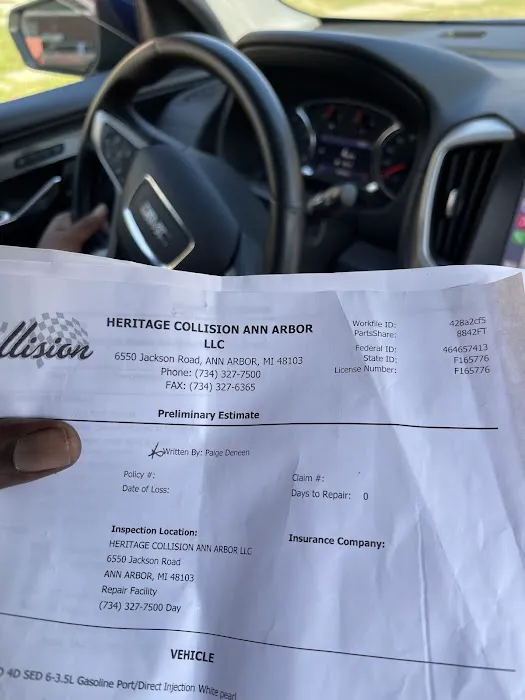 llision
HERITAGE COLLISION ANN ARBOR
LLC
6550 Jackson Road, ANN ARBOR, MI 48103
Phone: (734) 327-7500
FAX: (734) 327-6365
Workfile ID: 428a2cf5
PartsShare: 8842FT
Federal ID: 464657413
State ID: F165776
License Number: F165776
Preliminary Estimate
Written By: Paige Deneen
Policy #:
Claim #:
Date of Loss:
Days to Repair: 0
Inspection Location:
Insurance Company:
HERITAGE COLLISION ANN ARBOR LLC
6550 Jackson Road
ANN ARBOR, MI 48103
Repair Facility
(734) 327-7500 Day
VEHICLE
4D SED 6-3.5L Gasoline Port/Direct Injection White pearl
GMC